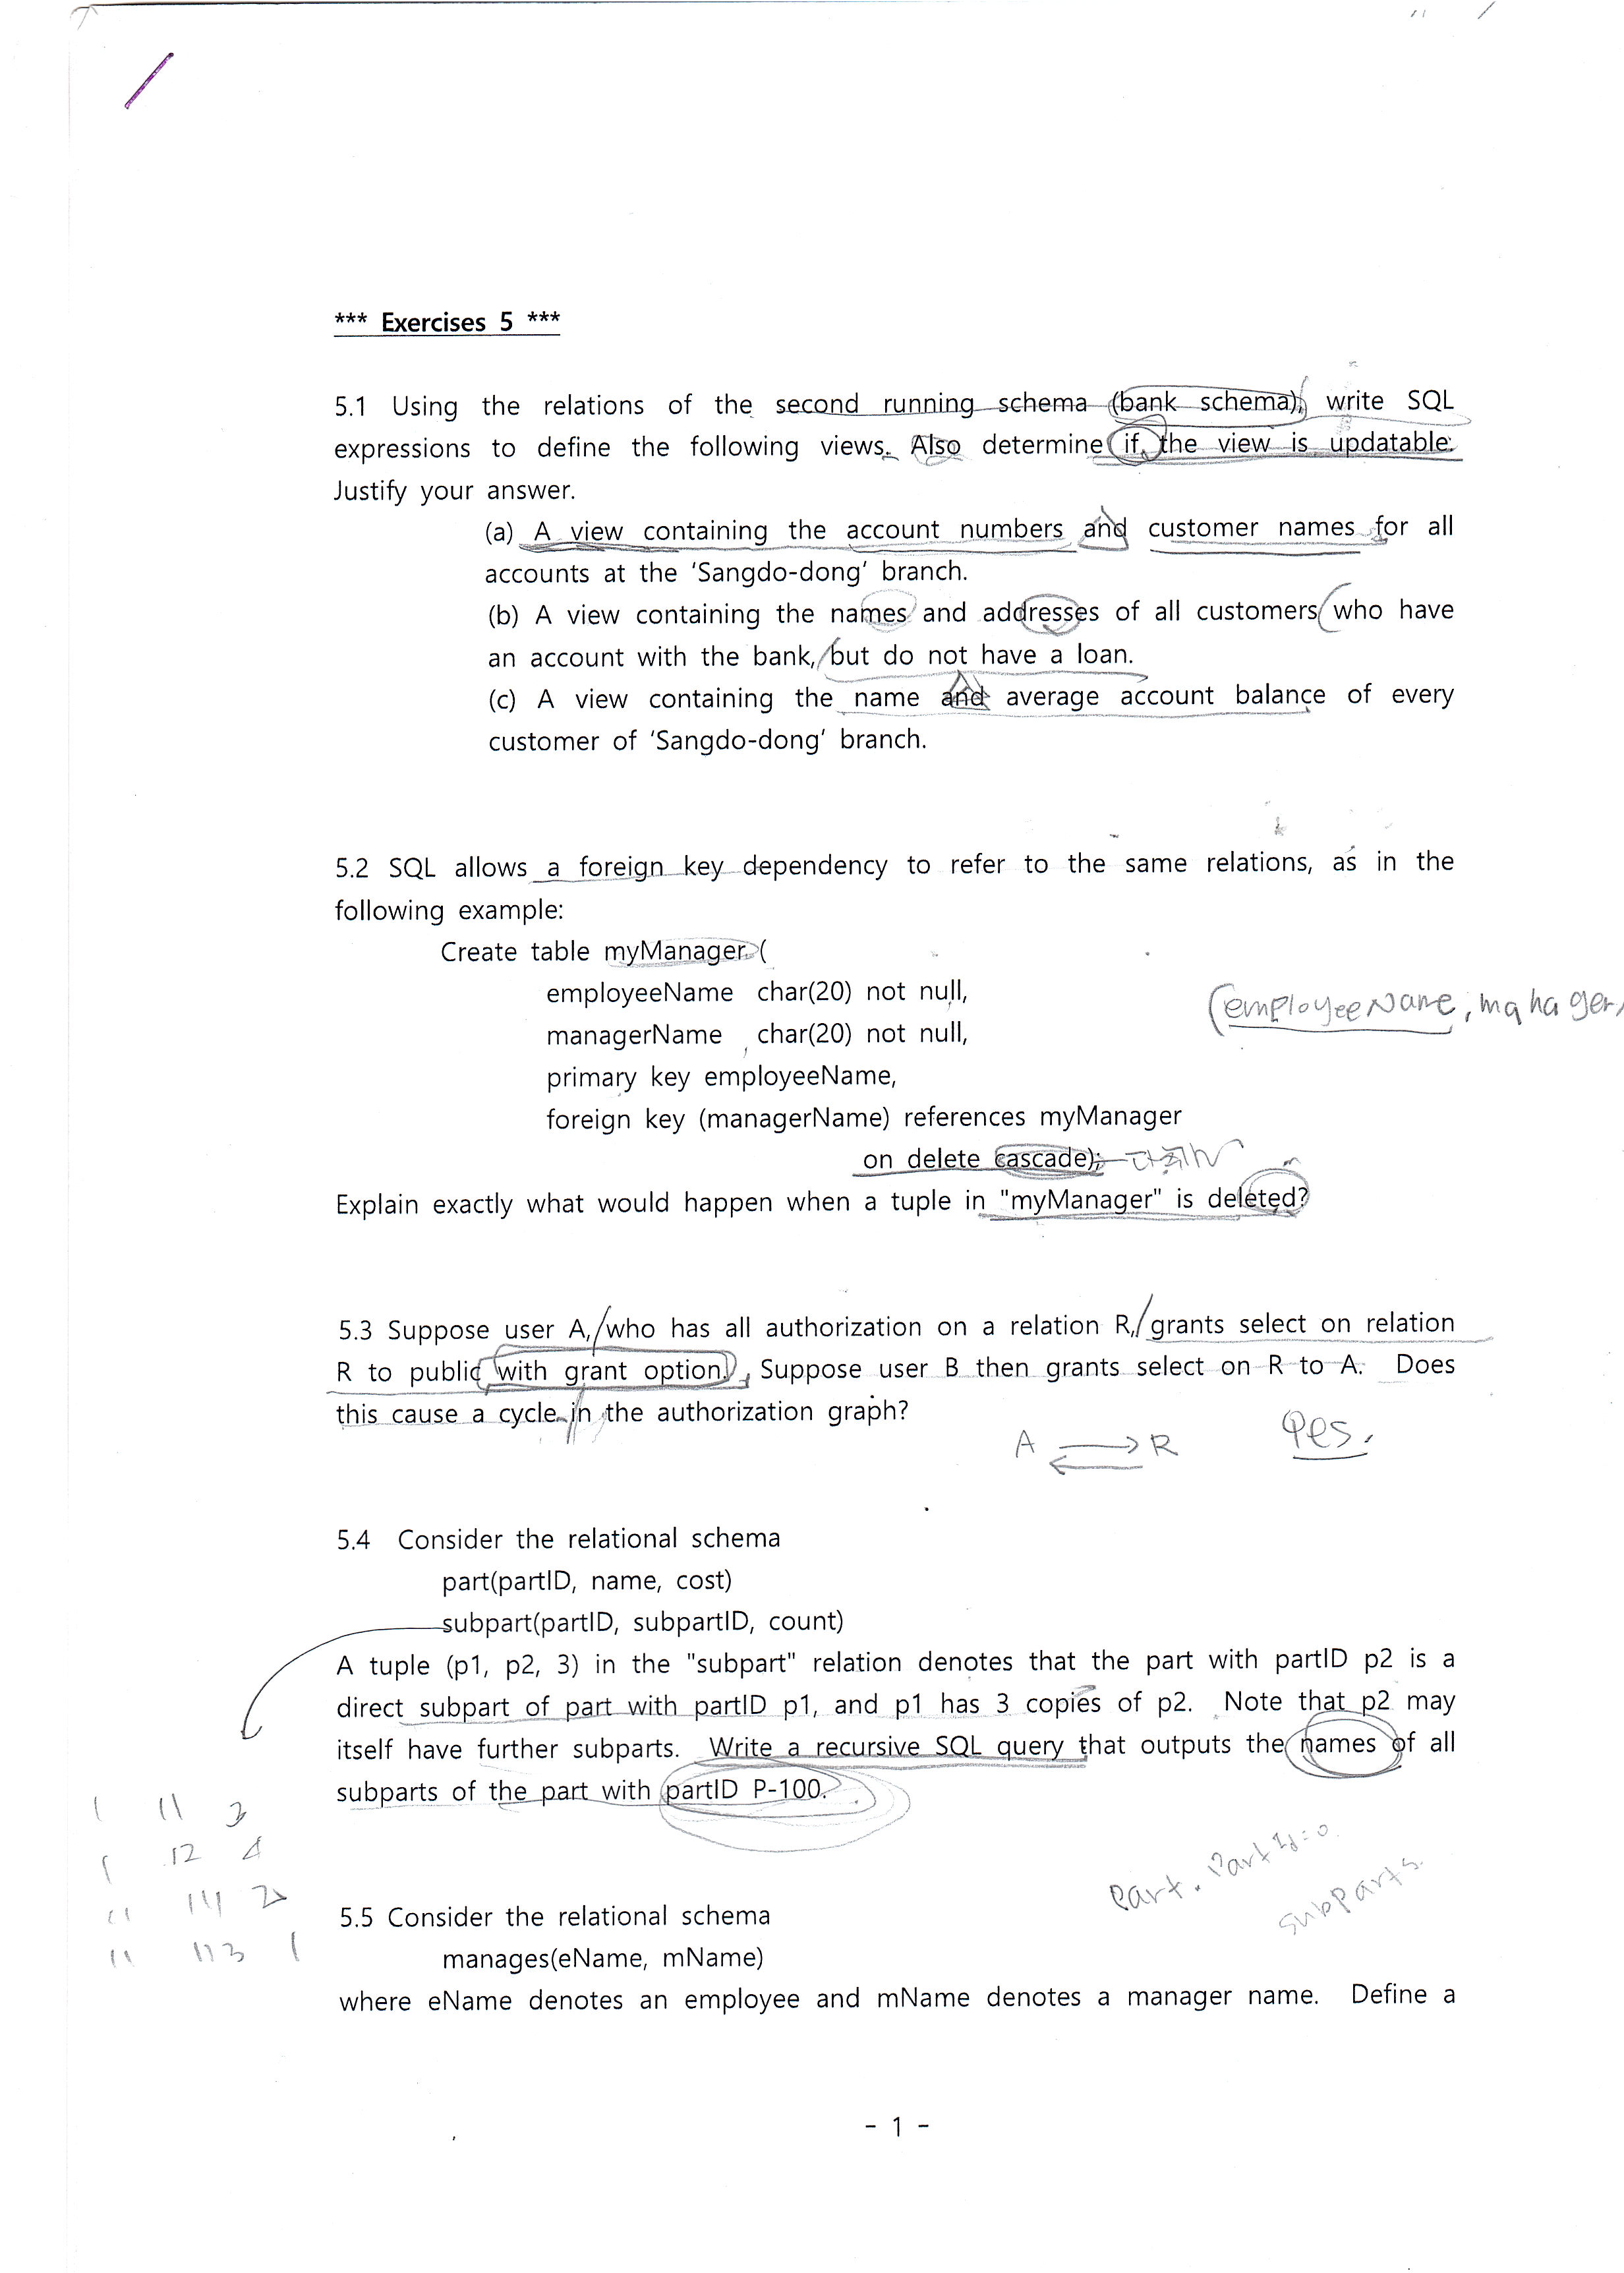 *** Exercises 5 ***
5.1 Using the relations of the second running schema (bank schema), write SQL
expressions to define the following views. Also determine if the view is updatable.
Justify your answer.
(a) A view containing the account numbers and customer names for all
accounts at the 'Sangdo-dong' branch.
(b) A view containing the names and addresses of all customers who have
an account with the bank, but do not have a loan.
(c) A view containing the name and average account balance of every
customer of 'Sangdo-dong' branch.
5.2 SQL allows a foreign key dependency to refer to the same relations, as in the
following example:
Create table myManager (
employeeName char(20) not null,
(employeeName, manager
managerName char(20) not null,
primary key employeeName,
foreign key (managerName) references myManager
on delete cascade);
Explain exactly what would happen when a tuple in "myManager" is deleted?
5.3 Suppose user A, who has all authorization on a relation R, grants select on relation
R to public with grant option. Suppose user B then grants select on R to A. Does
this cause a cycle in the authorization graph?
A R Yes.
5.4 Consider the relational schema
part(partID, name, cost)
subpart(partID, subpartID, count)
A tuple (p1, p2, 3) in the "subpart" relation denotes that the part with partID p2 is a
direct subpart of part with partID p1, and p1 has 3 copies of p2. Note that p2 may
itself have further subparts. Write a recursive SQL query that outputs the names of all
subparts of the part with partID P-100.
1 11 3
1 12 4
11 2
11 113 1
Part. PartId=
subparts
5.5 Consider the relational schema
manages(eName, mName)
where eName denotes an employee and mName denotes a manager name. Define a
- 1 -